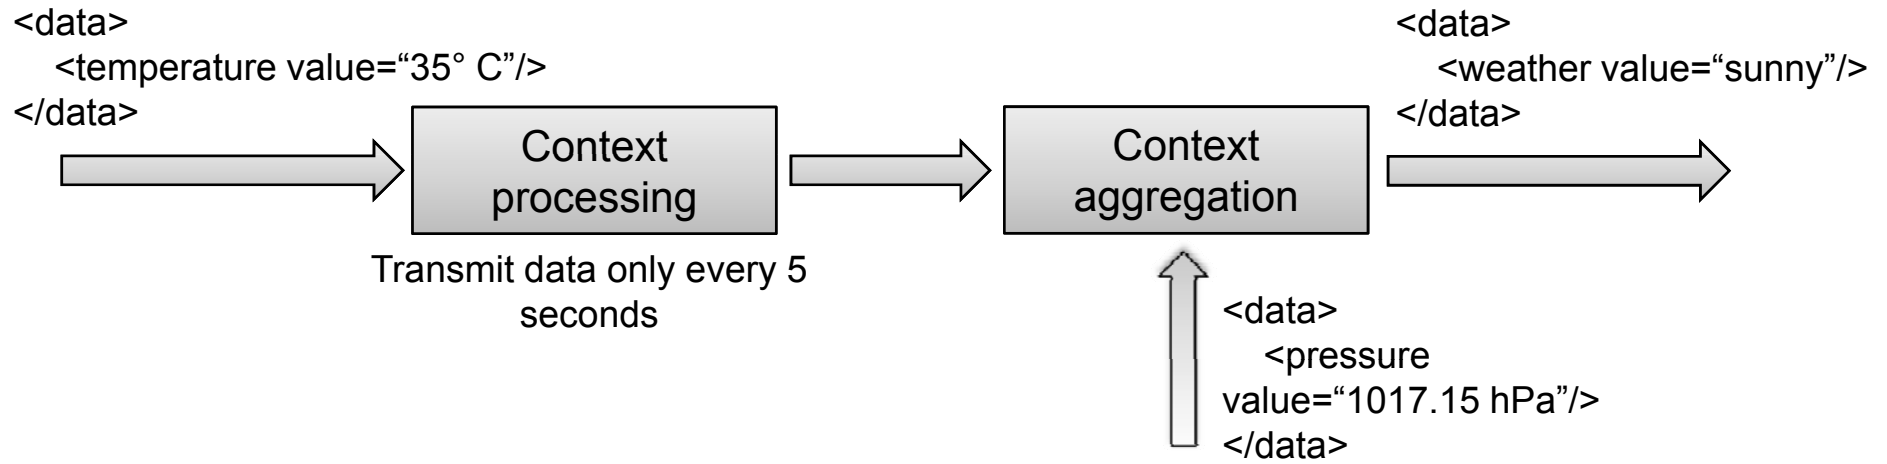 <data>
<temperature value=“35° C”/>
</data>
Context
processing
Transmit data only every 5
seconds
Context
aggregation
<data>
<pressure
value=“1017.15 hPa”/>
</data>
<data>
<weather value=“sunny”/>
</data>